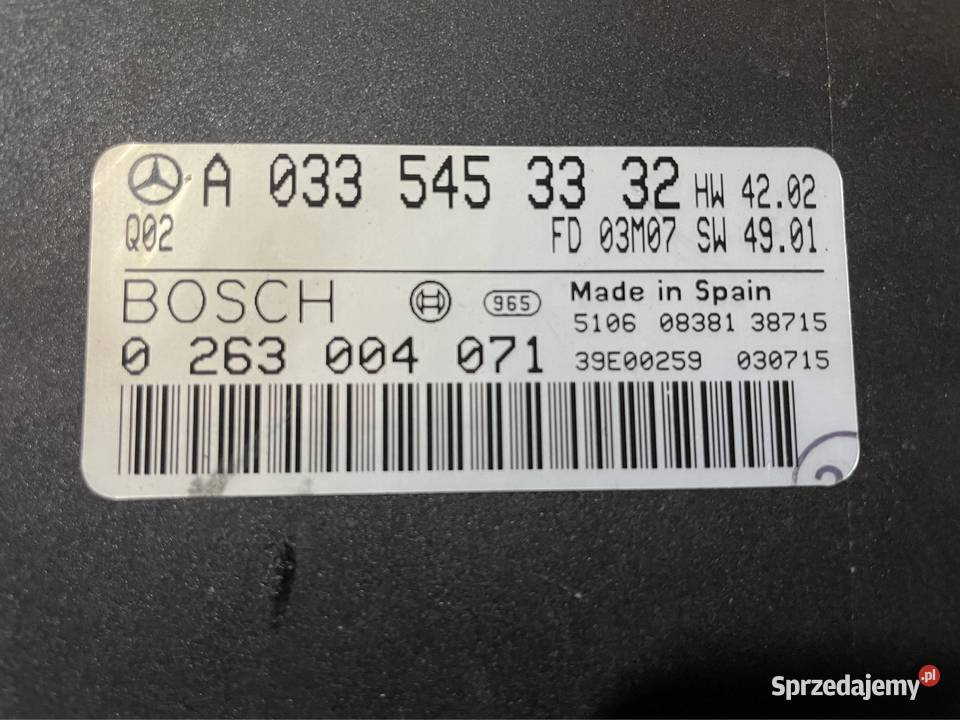 A 033 545 33 32 HW 42.02
Q02 FD 03M07 SW 49.01
BOSCH 965 Made in Spain
5106 08381 38715
0 263 004 071 39E00259 030715
Sprzedajemy.pl